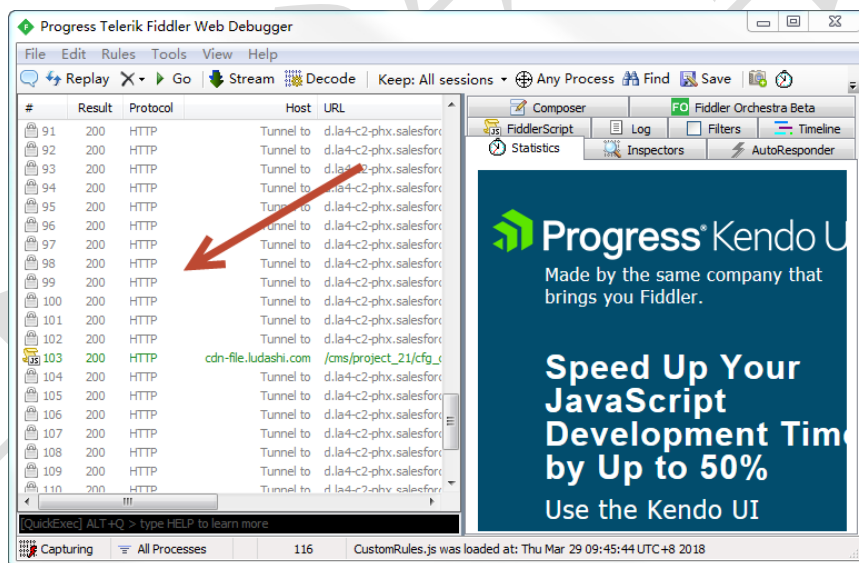 Progress Telerik Fiddler Web Debugger
File Edit Rules Tools View Help
Replay Go Stream Decode Keep: All sessions Any Process Find Save
# Result Protocol Host URL
91 200 HTTP Tunnel to d.la4-c2-phx.salesforc
92 200 HTTP Tunnel to d.la4-c2-phx.salesforc
93 200 HTTP Tunnel to d.la4-c2-phx.salesforc
94 200 HTTP Tunnel to d.la4-c2-phx.salesforc
95 200 HTTP Tunnel to d.la4-c2-phx.salesforc
96 200 HTTP Tunnel to d.la4-c2-phx.salesforc
97 200 HTTP Tunnel to d.la4-c2-phx.salesforc
98 200 HTTP Tunnel to d.la4-c2-phx.salesforc
99 200 HTTP Tunnel to d.la4-c2-phx.salesforc
100 200 HTTP Tunnel to d.la4-c2-phx.salesforc
101 200 HTTP Tunnel to d.la4-c2-phx.salesforc
102 200 HTTP Tunnel to d.la4-c2-phx.salesforc
JS 103 200 HTTP cdn-file.ludashi.com /cms/project_21/cfg_c
104 200 HTTP Tunnel to d.la4-c2-phx.salesforc
105 200 HTTP Tunnel to d.la4-c2-phx.salesforc
106 200 HTTP Tunnel to d.la4-c2-phx.salesforc
107 200 HTTP Tunnel to d.la4-c2-phx.salesforc
108 200 HTTP Tunnel to d.la4-c2-phx.salesforc
109 200 HTTP Tunnel to d.la4-c2-phx.salesforc
110 200 HTTP Tunnel to d.la4-c2-phx.salesforc
[QuickExec] ALT+Q > type HELP to learn more
Composer FO Fiddler Orchestra Beta
JS FiddlerScript Log Filters Timeline
Statistics Inspectors AutoResponder
Progress® Kendo U
Made by the same company that
brings you Fiddler.
Speed Up Your
JavaScript
Development Time
by Up to 50%
Use the Kendo UI
Capturing All Processes 116 CustomRules.js was loaded at: Thu Mar 29 09:45:44 UTC+8 2018